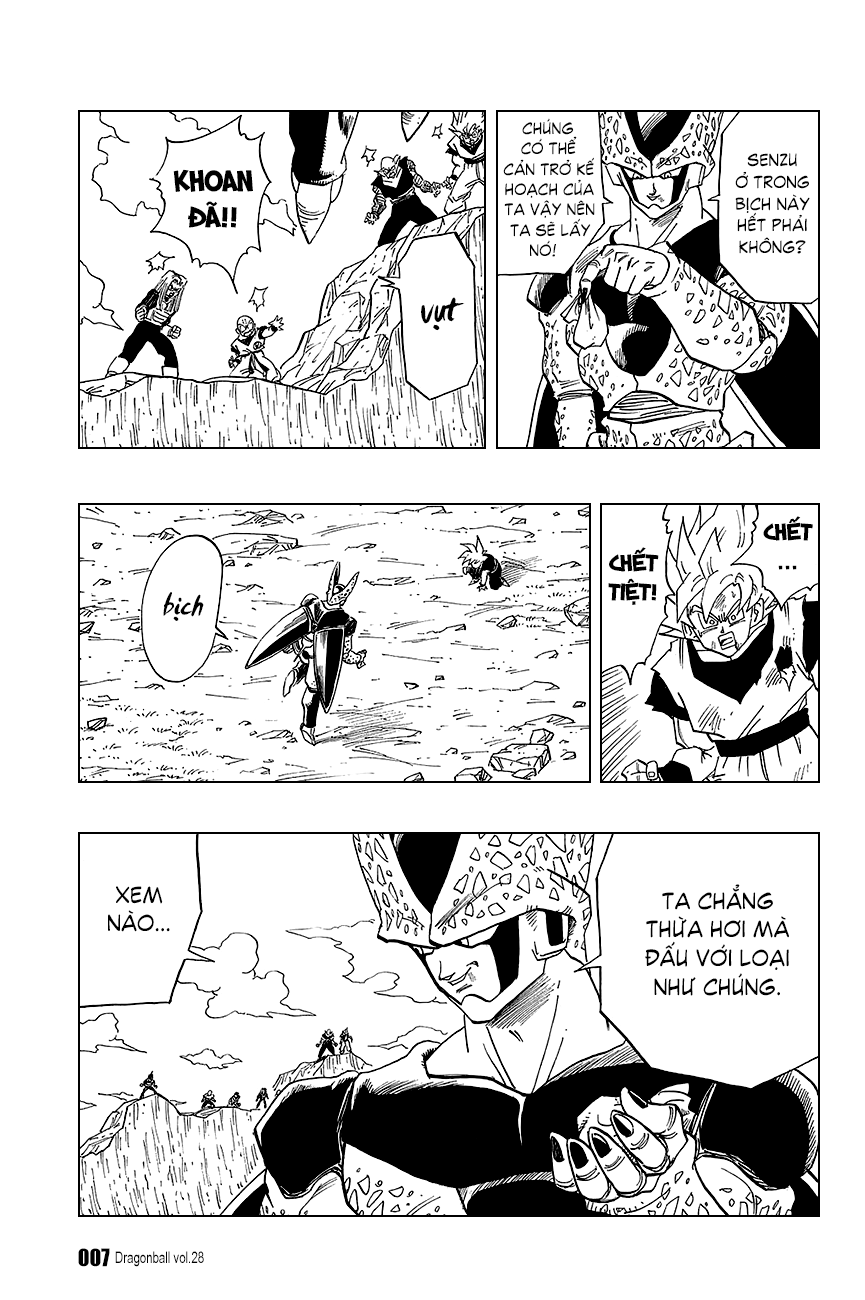 SENZU
Ở TRONG
BỊCH NÀY
HẾT PHẢI
KHÔNG?
CHÚNG
CÓ THỂ
CẢN TRỞ KẾ
HOẠCH CỦA
TA VẬY NÊN
TA SẼ LẤY
NÓ!
KHOAN
ĐÃ!!
vụt
CHẾT
...
CHẾT
TIỆT!
bịch
TA CHẲNG
THỪA HƠI MÀ
ĐẤU VỚI LOẠI
NHƯ CHÚNG.
XEM
NÀO...
007 Dragonball vol.28